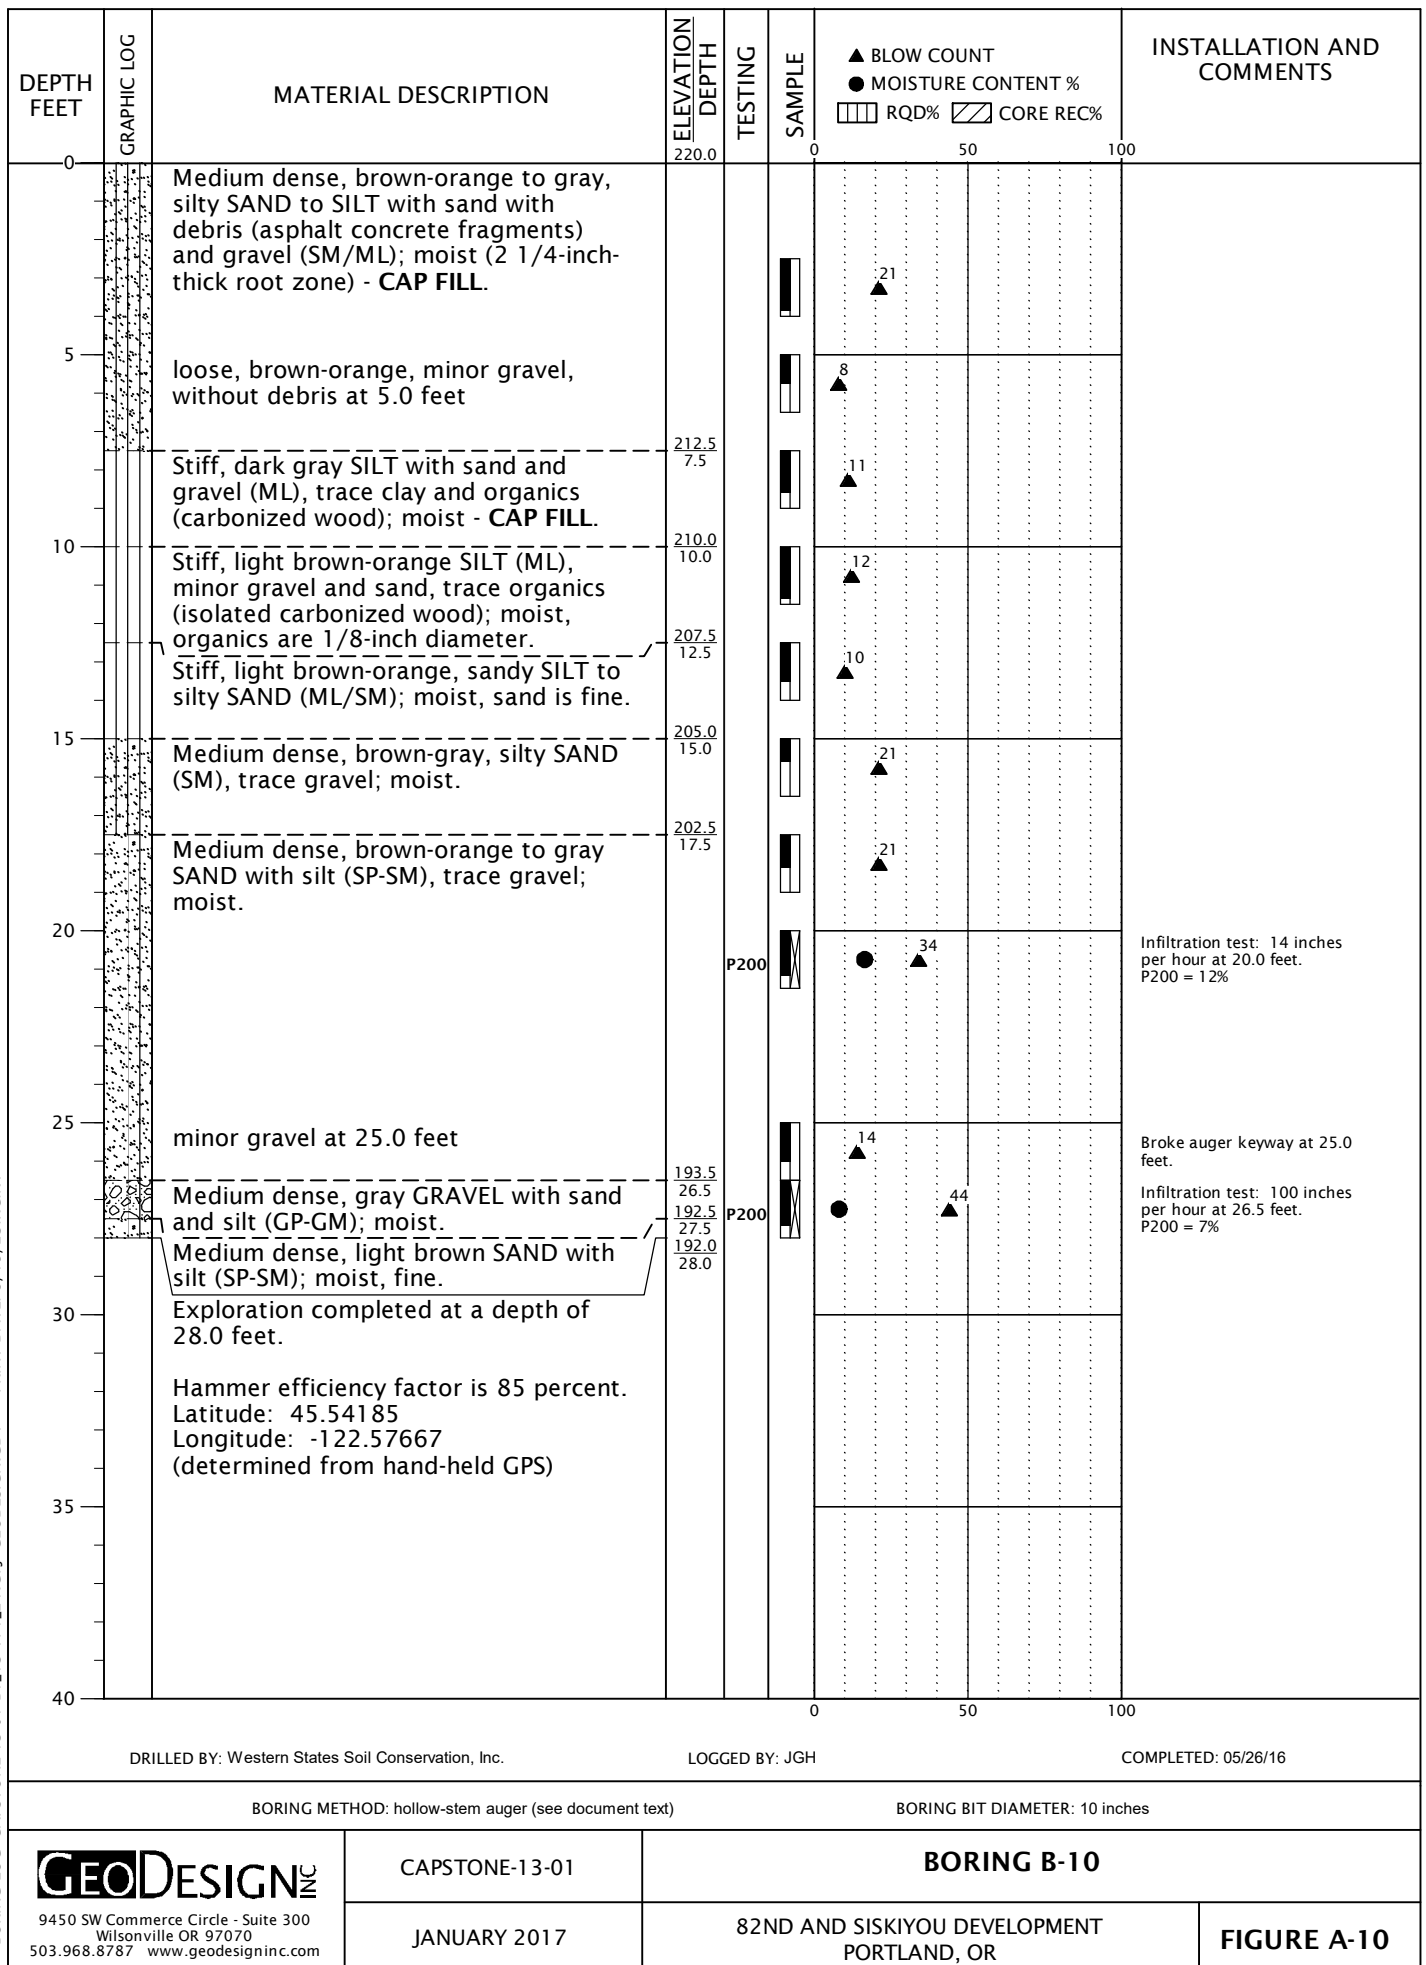 DEPTH
FEET
GRAPHIC LOG
MATERIAL DESCRIPTION
ELEVATION
DEPTH
TESTING
SAMPLE
▲ BLOW COUNT
● MOISTURE CONTENT %
RQD% CORE REC%
INSTALLATION AND
COMMENTS
220.0
0 50 100
0
Medium dense, brown-orange to gray,
silty SAND to SILT with sand with
debris (asphalt concrete fragments)
and gravel (SM/ML); moist (2 1/4-inch-
thick root zone) - CAP FILL.
21
5
loose, brown-orange, minor gravel,
without debris at 5.0 feet
8
212.5
7.5
Stiff, dark gray SILT with sand and
gravel (ML), trace clay and organics
(carbonized wood); moist - CAP FILL.
11
10
210.0
10.0
Stiff, light brown-orange SILT (ML),
minor gravel and sand, trace organics
(isolated carbonized wood); moist,
organics are 1/8-inch diameter.
12
207.5
12.5
Stiff, light brown-orange, sandy SILT to
silty SAND (ML/SM); moist, sand is fine.
10
15
205.0
15.0
Medium dense, brown-gray, silty SAND
(SM), trace gravel; moist.
21
202.5
17.5
Medium dense, brown-orange to gray
SAND with silt (SP-SM), trace gravel;
moist.
21
20
P200
34
Infiltration test: 14 inches
per hour at 20.0 feet.
P200 = 12%
25
minor gravel at 25.0 feet
14
Broke auger keyway at 25.0
feet.
193.5
26.5
Medium dense, gray GRAVEL with sand
and silt (GP-GM); moist.
P200
44
Infiltration test: 100 inches
per hour at 26.5 feet.
P200 = 7%
192.5
27.5
Medium dense, light brown SAND with
silt (SP-SM); moist, fine.
192.0
28.0
30
Exploration completed at a depth of
28.0 feet.
Hammer efficiency factor is 85 percent.
Latitude: 45.54185
Longitude: -122.57667
(determined from hand-held GPS)
35
40
0 50 100
DRILLED BY: Western States Soil Conservation, Inc.
LOGGED BY: JGH
COMPLETED: 05/26/16
BORING METHOD: hollow-stem auger (see document text)
BORING BIT DIAMETER: 10 inches
GEODESIGN INC
9450 SW Commerce Circle - Suite 300
Wilsonville OR 97070
503.968.8787 www.geodesigninc.com
CAPSTONE-13-01
JANUARY 2017
BORING B-10
82ND AND SISKIYOU DEVELOPMENT
PORTLAND, OR
FIGURE A-10